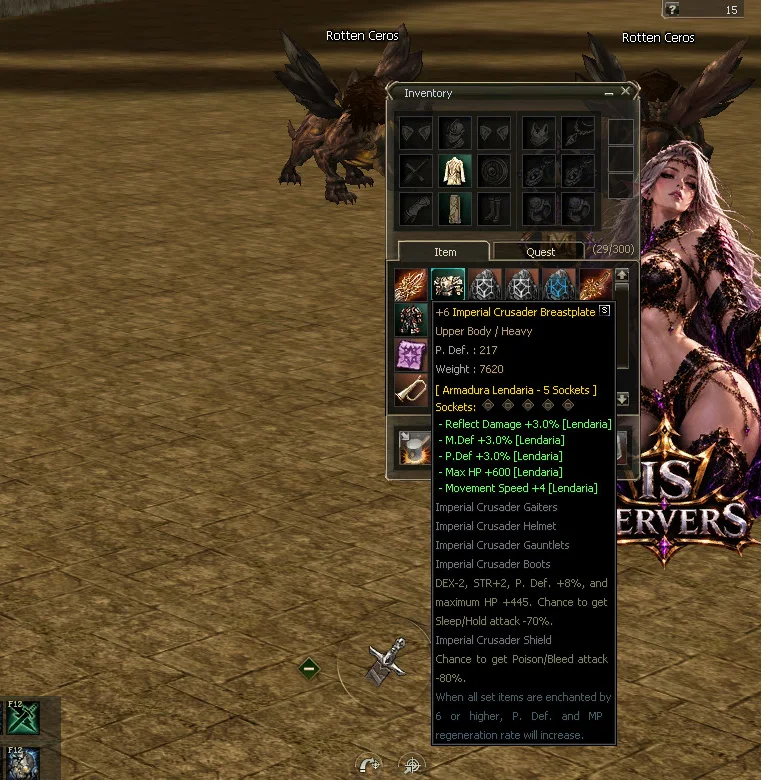 15
Rotten Ceros
Rotten Ceros
Inventory
Item
Quest
(29/300)
+6 Imperial Crusader Breastplate S
Upper Body / Heavy
P. Def. : 217
Weight : 7620
[ Armadura Lendaria - 5 Sockets ]
Sockets:
- Reflect Damage +3.0% [Lendaria]
- M.Def +3.0% [Lendaria]
- P.Def +3.0% [Lendaria]
- Max HP +600 [Lendaria]
- Movement Speed +4 [Lendaria]
Imperial Crusader Gaiters
Imperial Crusader Helmet
Imperial Crusader Gauntlets
Imperial Crusader Boots
DEX-2, STR+2, P. Def. +8%, and
maximum HP +445. Chance to get
Sleep/Hold attack -70%.
Imperial Crusader Shield
Chance to get Poison/Bleed attack
-80%.
When all set items are enchanted by
6 or higher, P. Def. and MP
regeneration rate will increase.
IS
ERVERS
F12
F12